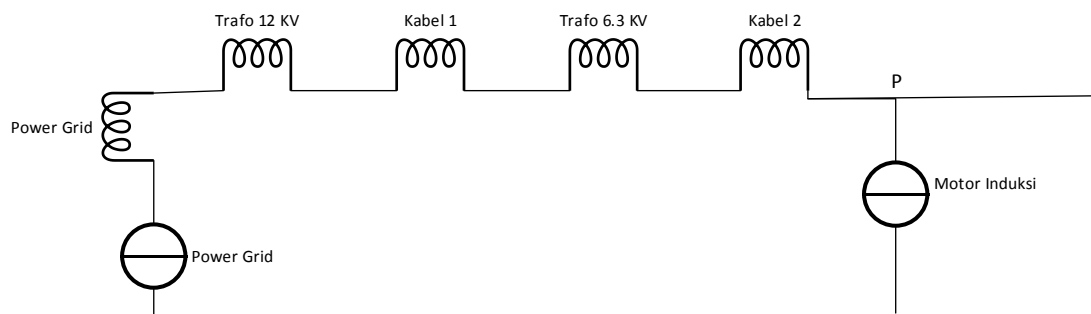 Trafo 12 KV
Kabel 1
Trafo 6.3 KV
Kabel 2
P
Power Grid
Motor Induksi
Power Grid